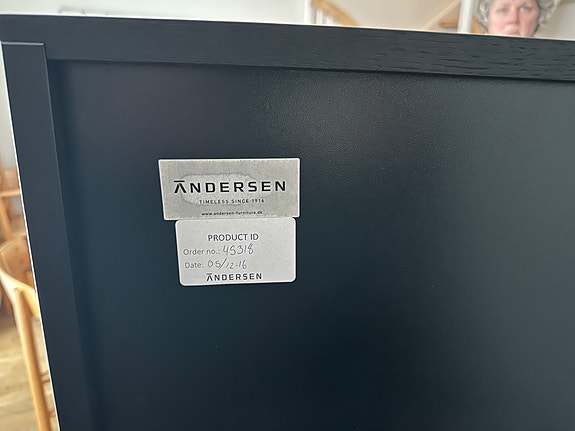 ANDERSEN
TIMELESS SINCE 1916
www.andersen-furniture.dk
PRODUCT ID
Order no.: 45318
Date: 05/12-16
ANDERSEN